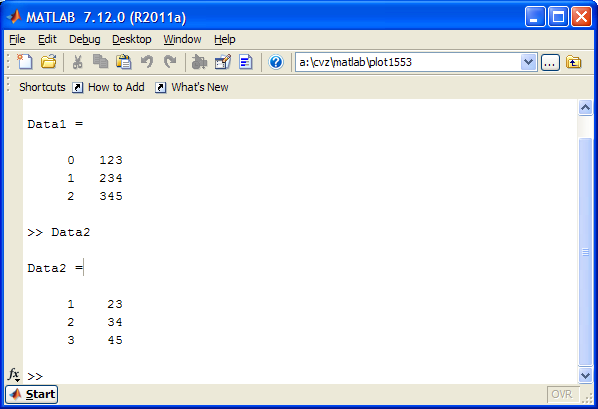 MATLAB 7.12.0 (R2011a)
File Edit Debug Desktop Window Help
a:\cvz\matlab\plot1553 ...
Shortcuts How to Add What's New
Data1 =
0 123
1 234
2 345
>> Data2
Data2 =
1 23
2 34
3 45
fx >>
Start OVR